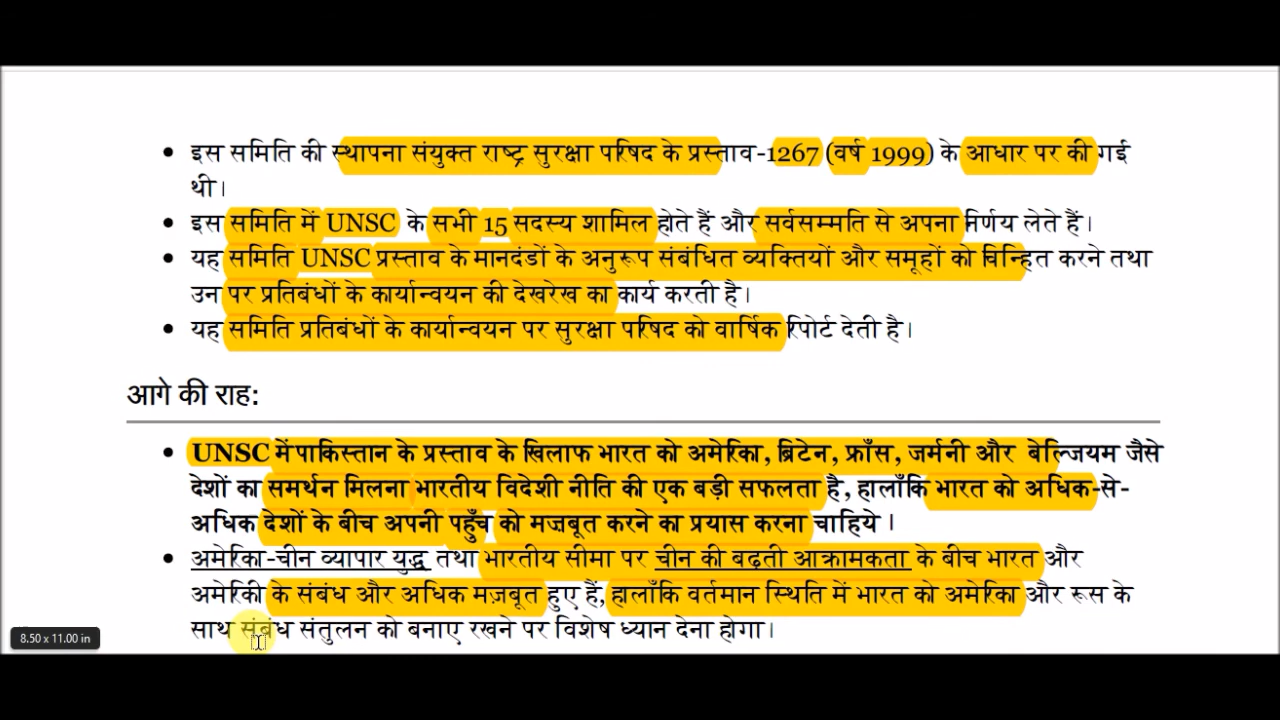 • इस समिति की स्थापना संयुक्त राष्ट्र सुरक्षा परिषद के प्रस्ताव-1267 (वर्ष 1999) के आधार पर की गई
थी।
• इस समिति में UNSC के सभी 15 सदस्य शामिल होते हैं और सर्वसम्मति से अपना निर्णय लेते हैं।
• यह समिति UNSC प्रस्ताव के मानदंडों के अनुरूप संबंधित व्यक्तियों और समूहों को चिन्हित करने तथा
उन पर प्रतिबंधों के कार्यान्वयन की देखरेख का कार्य करती है।
• यह समिति प्रतिबंधों के कार्यान्वयन पर सुरक्षा परिषद को वार्षिक रिपोर्ट देती है।
आगे की राह:
• UNSC में पाकिस्तान के प्रस्ताव के खिलाफ भारत को अमेरिका, ब्रिटेन, फ्राँस, जर्मनी और बेल्जियम जैसे
देशों का समर्थन मिलना भारतीय विदेशी नीति की एक बड़ी सफलता है, हालाँकि भारत को अधिक-से-
अधिक देशों के बीच अपनी पहुँच को मज़बूत करने का प्रयास करना चाहिये ।
• अमेरिका-चीन व्यापार युद्ध तथा भारतीय सीमा पर चीन की बढ़ती आक्रामकता के बीच भारत और
अमेरिकी के संबंध और अधिक मज़बूत हुए हैं, हालाँकि वर्तमान स्थिति में भारत को अमेरिका और रूस के
साथ संबंध संतुलन को बनाए रखने पर विशेष ध्यान देना होगा।
8.50 x 11.00 in